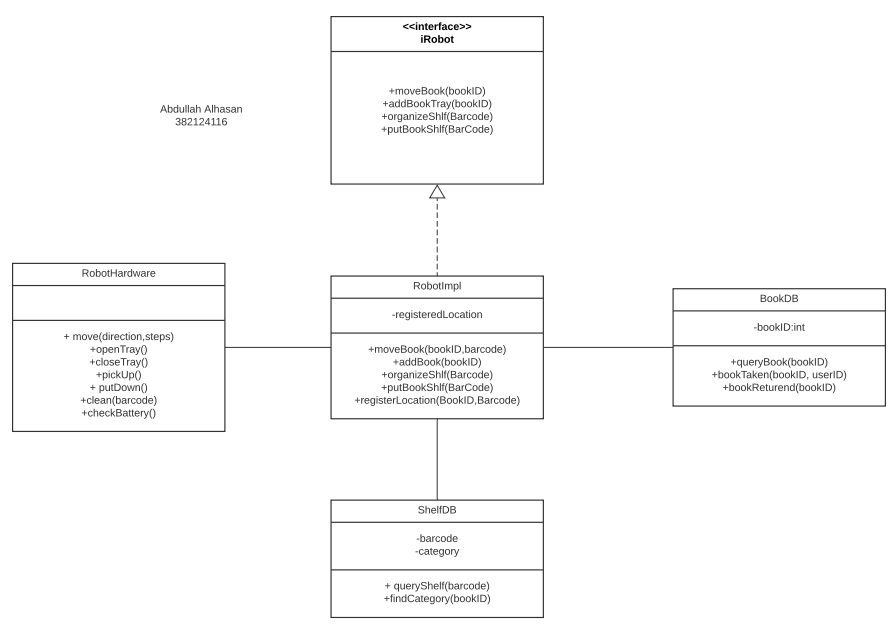 <<interface>>
iRobot
+moveBook(bookID)
+addBookTray(bookID)
+organizeShlf(Barcode)
+putBookShlf(BarCode)
Abdullah Alhasan
382124116
RobotHardware
+ move(direction,steps)
+openTray()
+closeTray()
+pickUp()
+ putDown()
+clean(barcode)
+checkBattery()
RobotImpl
-registeredLocation
+moveBook(bookID,barcode)
+addBook(bookID)
+organizeShlf(Barcode)
+putBookShlf(BarCode)
+registerLocation(BookID,Barcode)
BookDB
-bookID:int
+queryBook(bookID)
+bookTaken(bookID, userID)
+bookReturend(bookID)
ShelfDB
-barcode
-category
+ queryShelf(barcode)
+findCategory(bookID)